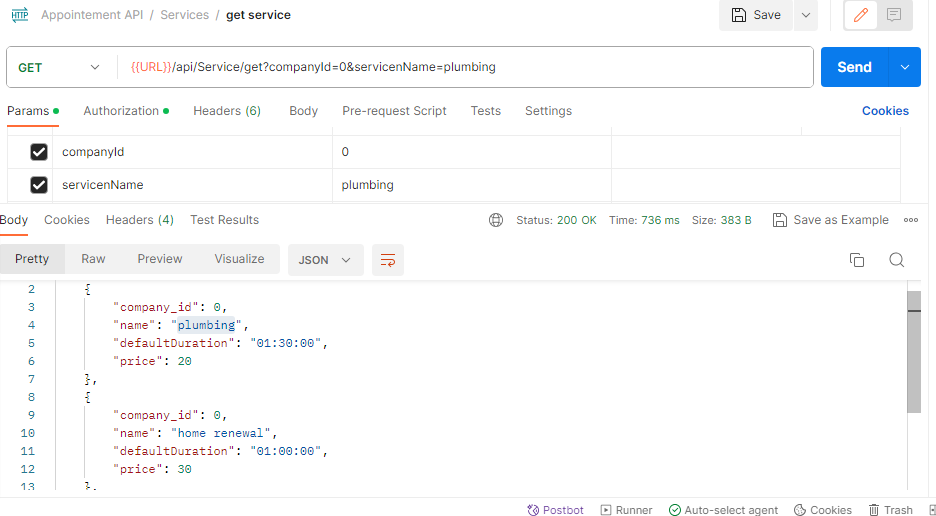 HTTP Appointement API / Services / get service Save
GET {{URL}}/api/Service/get?companyId=0&servicenName=plumbing Send
Params Authorization Headers (6) Body Pre-request Script Tests Settings Cookies
companyId 0
servicenName plumbing
Body Cookies Headers (4) Test Results Status: 200 OK Time: 736 ms Size: 383 B Save as Example
Pretty Raw Preview Visualize JSON
2 {
3 "company_id": 0,
4 "name": "plumbing",
5 "defaultDuration": "01:30:00",
6 "price": 20
7 },
8 {
9 "company_id": 0,
10 "name": "home renewal",
11 "defaultDuration": "01:00:00",
12 "price": 30
13 },
Postbot Runner Auto-select agent Cookies Trash